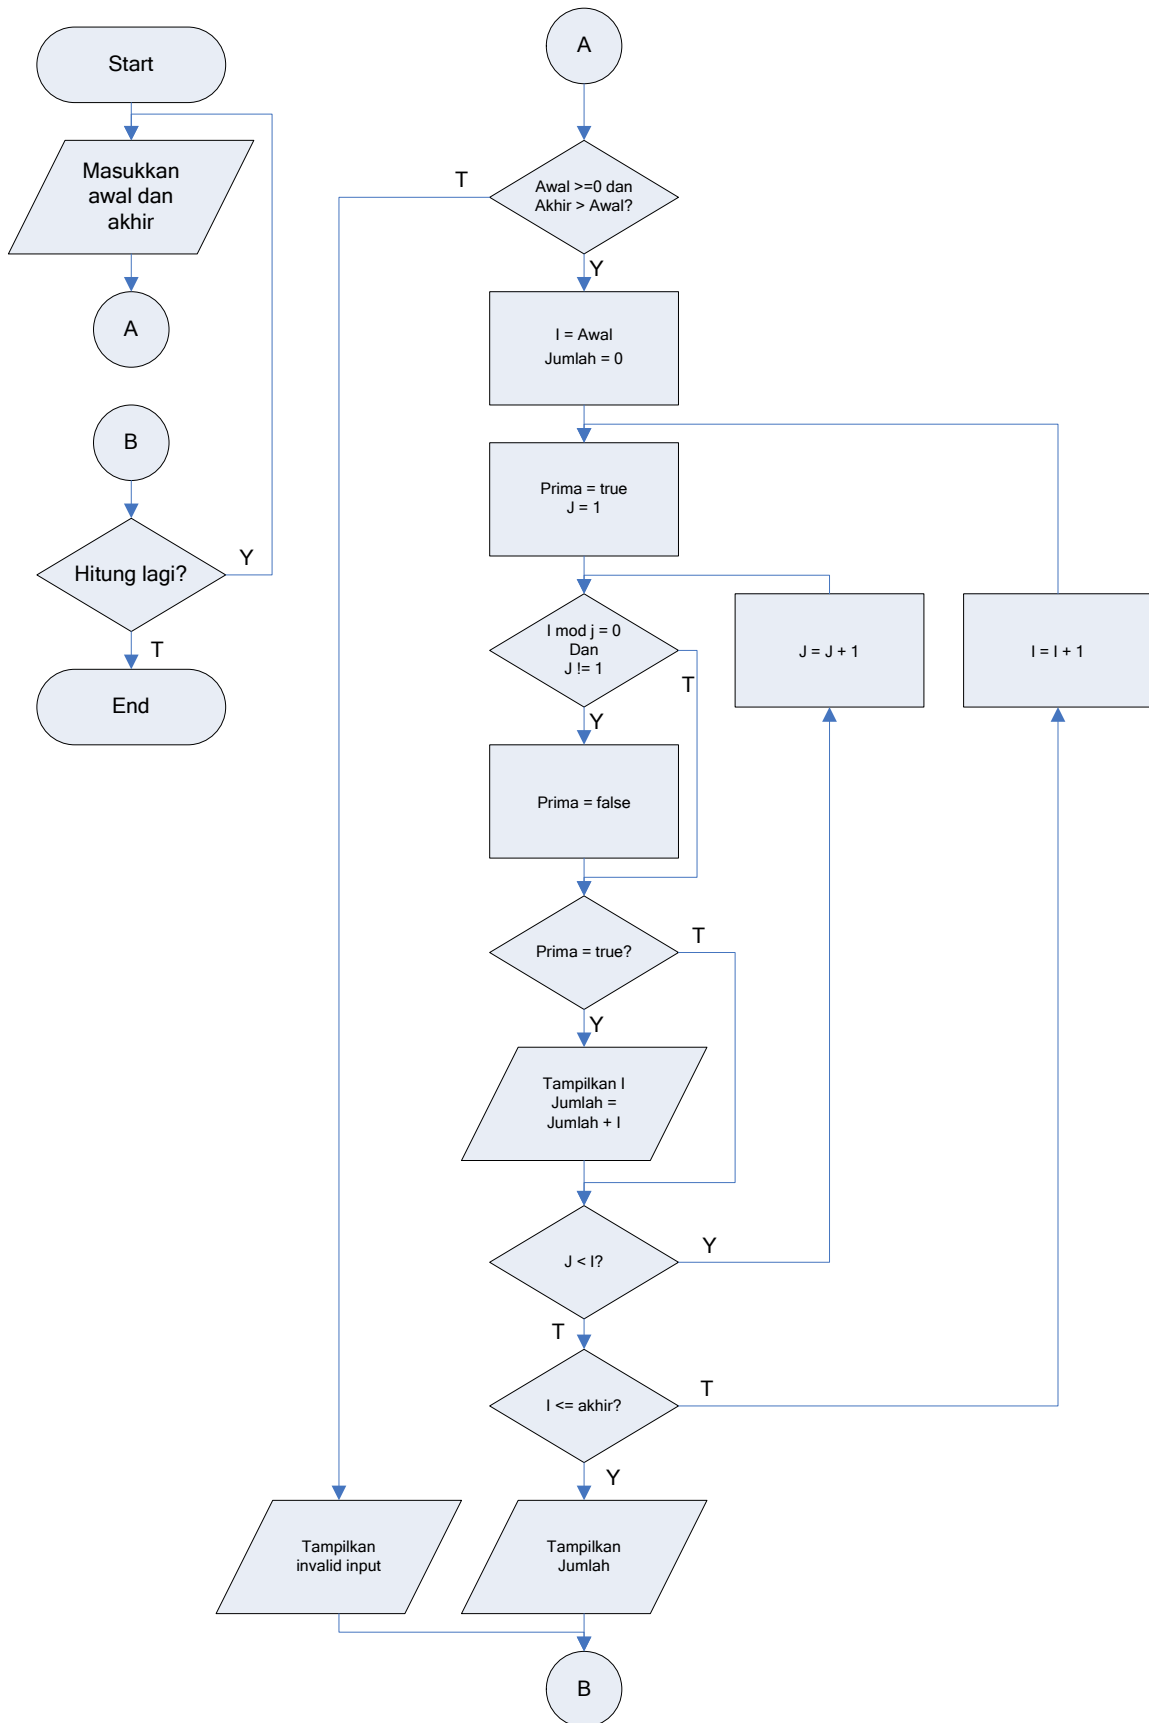 Start
Masukkan
awal dan
akhir
A
B
Hitung lagi?
Y
T
End
A
Awal >=0 dan
Akhir > Awal?
T
Y
I = Awal
Jumlah = 0
Prima = true
J = 1
I mod j = 0
Dan
J != 1
T
Y
J = J + 1
I = I + 1
Prima = false
Prima = true?
T
Y
Tampilkan I
Jumlah =
Jumlah + I
J < I?
Y
T
I <= akhir?
T
Y
Tampilkan
invalid input
Tampilkan
Jumlah
B